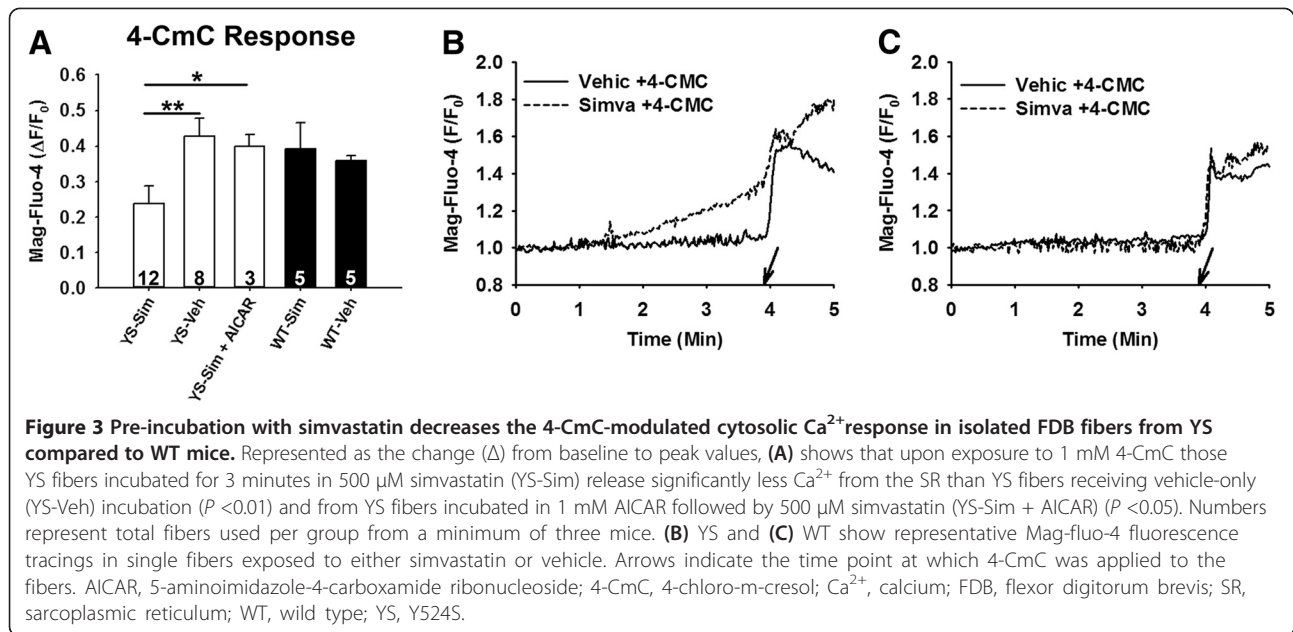 A
4-CmC Response
Mag-Fluo-4 (ΔF/F0)
0.6
0.5
0.4
0.3
0.2
0.1
0.0
*
**
12
8
3
5
5
YS-Sim
YS-Veh
YS-Sim + AICAR
WT-Sim
WT-Veh
B
Mag-Fluo-4 (F/F0)
2.0
1.8
1.6
1.4
1.2
1.0
0.8
Vehic +4-CMC
Simva +4-CMC
0 1 2 3 4 5
Time (Min)
C
Mag-Fluo-4 (F/F0)
2.0
1.8
1.6
1.4
1.2
1.0
0.8
Vehic +4-CMC
Simva +4-CMC
0 1 2 3 4 5
Time (Min)
Figure 3 Pre-incubation with simvastatin decreases the 4-CmC-modulated cytosolic Ca2+response in isolated FDB fibers from YS
compared to WT mice. Represented as the change (Δ) from baseline to peak values, (A) shows that upon exposure to 1 mM 4-CmC those
YS fibers incubated for 3 minutes in 500 μM simvastatin (YS-Sim) release significantly less Ca2+ from the SR than YS fibers receiving vehicle-only
(YS-Veh) incubation (P <0.01) and from YS fibers incubated in 1 mM AICAR followed by 500 μM simvastatin (YS-Sim + AICAR) (P <0.05). Numbers
represent total fibers used per group from a minimum of three mice. (B) YS and (C) WT show representative Mag-fluo-4 fluorescence
tracings in single fibers exposed to either simvastatin or vehicle. Arrows indicate the time point at which 4-CmC was applied to the
fibers. AICAR, 5-aminoimidazole-4-carboxamide ribonucleoside; 4-CmC, 4-chloro-m-cresol; Ca2+, calcium; FDB, flexor digitorum brevis; SR,
sarcoplasmic reticulum; WT, wild type; YS, Y524S.